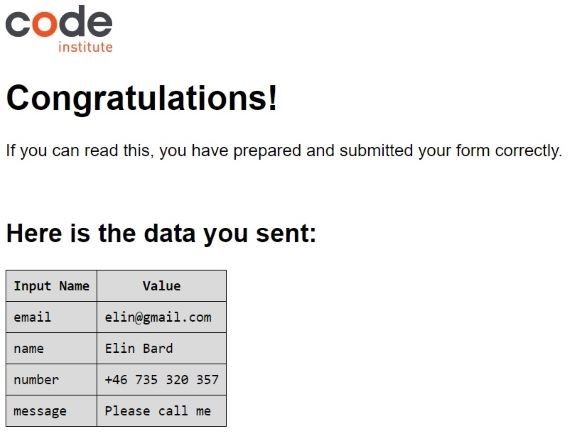 code
institute
Congratulations!
If you can read this, you have prepared and submitted your form correctly.
Here is the data you sent:
Input Name Value
email elin@gmail.com
name Elin Bard
number +46 735 320 357
message Please call me